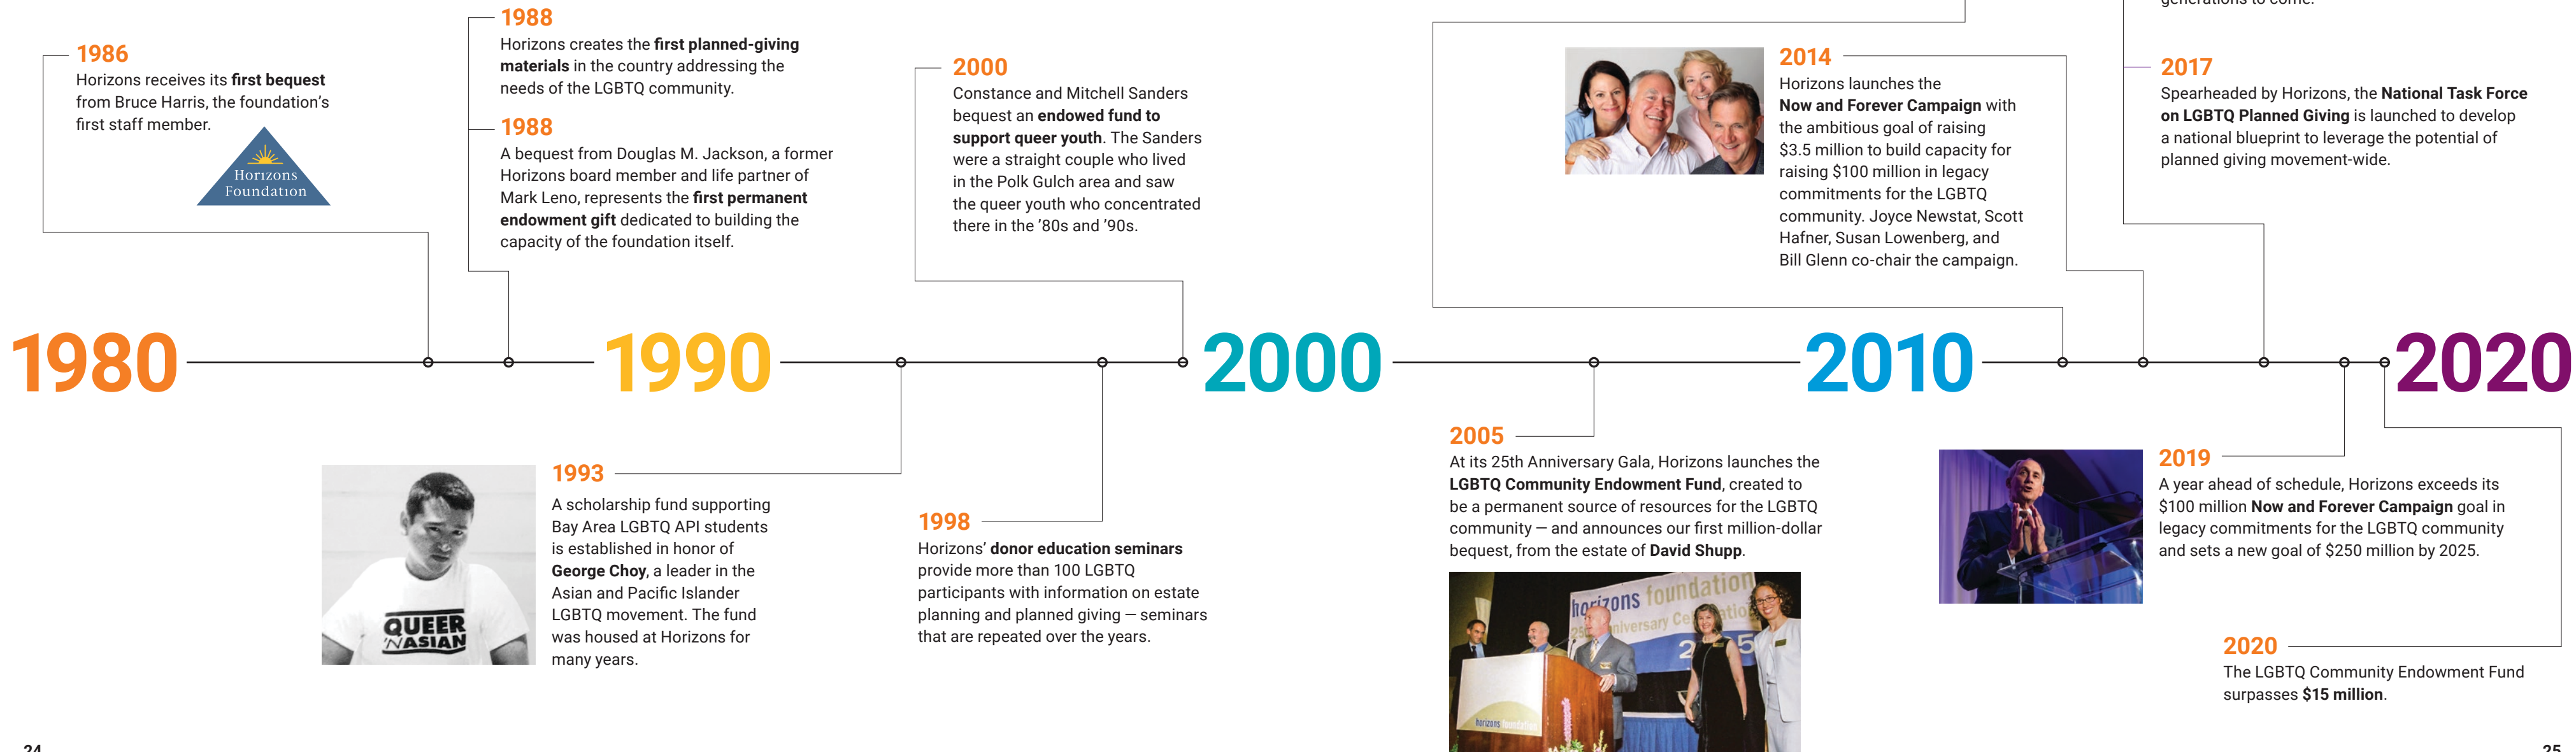 1986
Horizons receives its first bequest
from Bruce Harris, the foundation’s
first staff member.
Horizons
Foundation
1988
Horizons creates the first planned-giving
materials in the country addressing the
needs of the LGBTQ community.
1988
A bequest from Douglas M. Jackson, a former
Horizons board member and life partner of
Mark Leno, represents the first permanent
endowment gift dedicated to building the
capacity of the foundation itself.
2000
Constance and Mitchell Sanders
bequest an endowed fund to
support queer youth. The Sanders
were a straight couple who lived
in the Polk Gulch area and saw
the queer youth who concentrated
there in the ’80s and ’90s.
2014
Horizons launches the
Now and Forever Campaign with
the ambitious goal of raising
$3.5 million to build capacity for
raising $100 million in legacy
commitments for the LGBTQ
community. Joyce Newstat, Scott
Hafner, Susan Lowenberg, and
Bill Glenn co-chair the campaign.
generations to come.
2017
Spearheaded by Horizons, the National Task Force
on LGBTQ Planned Giving is launched to develop
a national blueprint to leverage the potential of
planned giving movement-wide.
1980
1990
2000
2010
2020
QUEER
'N ASIAN
1993
A scholarship fund supporting
Bay Area LGBTQ API students
is established in honor of
George Choy, a leader in the
Asian and Pacific Islander
LGBTQ movement. The fund
was housed at Horizons for
many years.
1998
Horizons’ donor education seminars
provide more than 100 LGBTQ
participants with information on estate
planning and planned giving — seminars
that are repeated over the years.
2005
At its 25th Anniversary Gala, Horizons launches the
LGBTQ Community Endowment Fund, created to
be a permanent source of resources for the LGBTQ
community — and announces our first million-dollar
bequest, from the estate of David Shupp.
horizons foundation
25 niversary Ce
2 5
horizons foundation
2019
A year ahead of schedule, Horizons exceeds its
$100 million Now and Forever Campaign goal in
legacy commitments for the LGBTQ community
and sets a new goal of $250 million by 2025.
2020
The LGBTQ Community Endowment Fund
surpasses $15 million.
24
25